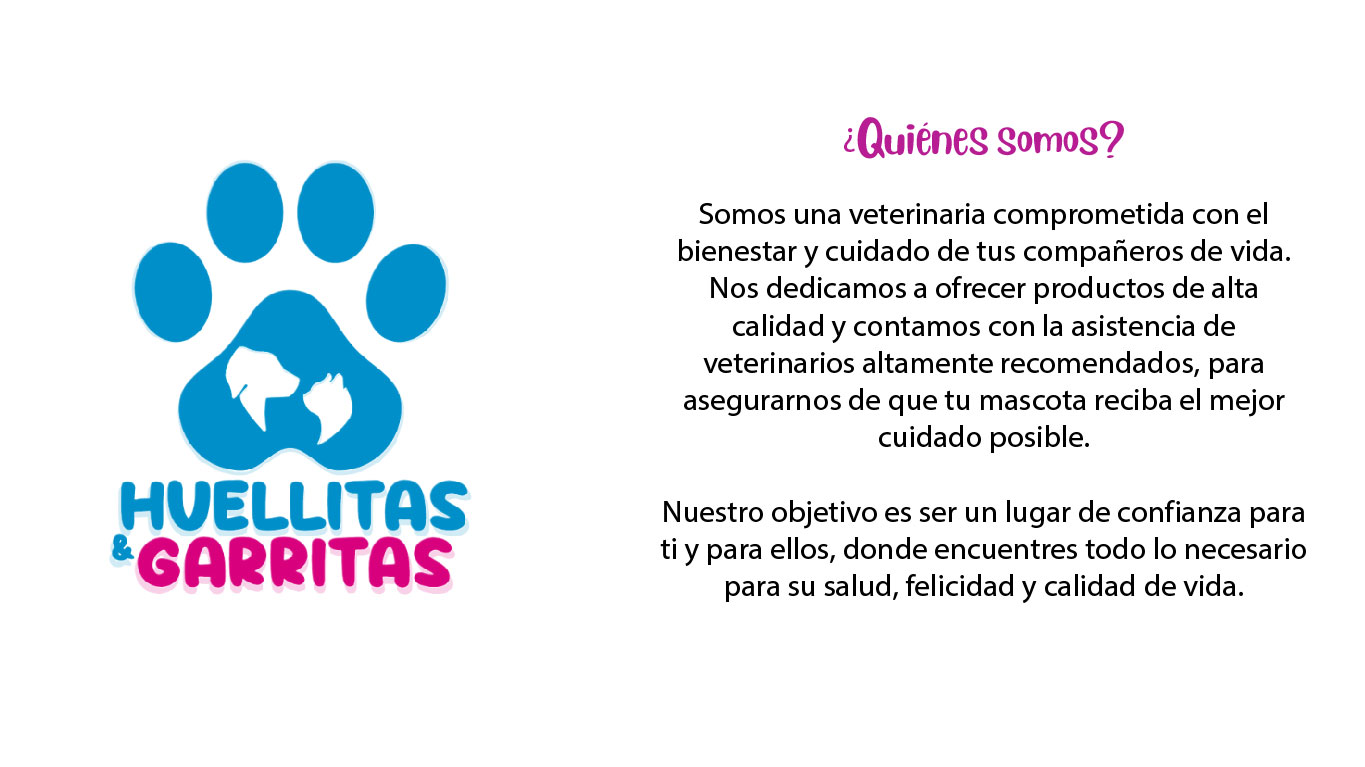 HUELLITAS
&GARRITAS
¿Quiénes somos?
Somos una veterinaria comprometida con el
bienestar y cuidado de tus compañeros de vida.
Nos dedicamos a ofrecer productos de alta
calidad y contamos con la asistencia de
veterinarios altamente recomendados, para
asegurarnos de que tu mascota reciba el mejor
cuidado posible.
Nuestro objetivo es ser un lugar de confianza para
ti y para ellos, donde encuentres todo lo necesario
para su salud, felicidad y calidad de vida.